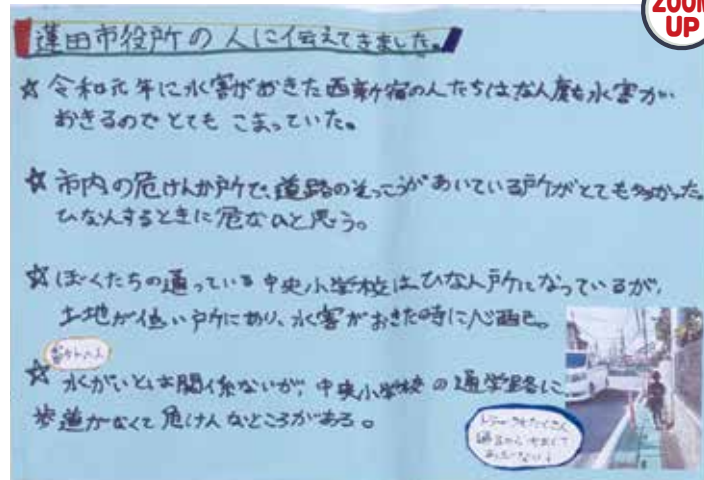 ZOOM
UP
蓮田市役所の人に伝えてきました。
☆令和元年に水害がおきた西新宿の人たちはなん度も水害が
おきるのでとてもこまっていた。
☆市内の危けんか所で、道路のそっこうがあいている所がとても多かった。
ひなんするときに危ないと思う。
☆ぼくたちの通っている中央小学校はひなん所になっているが、
土地が低い所にあり、水害がおきた時に心配だ。
番外へん
☆水がいとは関係ないが、中央小学校の通学路に
歩道がなくて危けんなところがある。